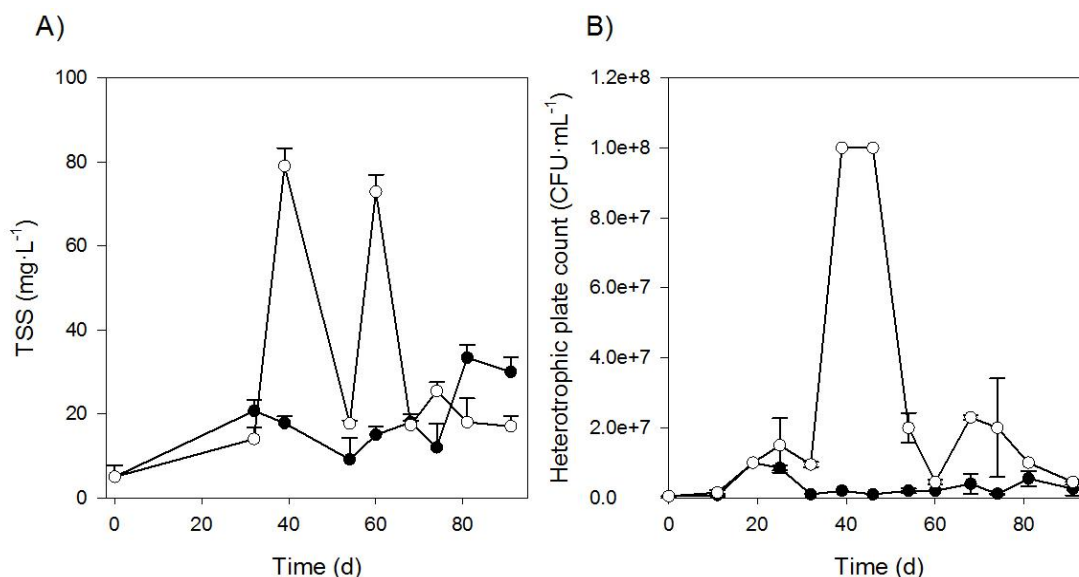 A)
100
80
60
40
20
0
TSS (mg·L⁻¹)
0 20 40 60 80
Time (d)
B)
1.2e+8
1.0e+8
8.0e+7
6.0e+7
4.0e+7
2.0e+7
0.0
Heterotrophic plate count (CFU·mL⁻¹)
0 20 40 60 80
Time (d)